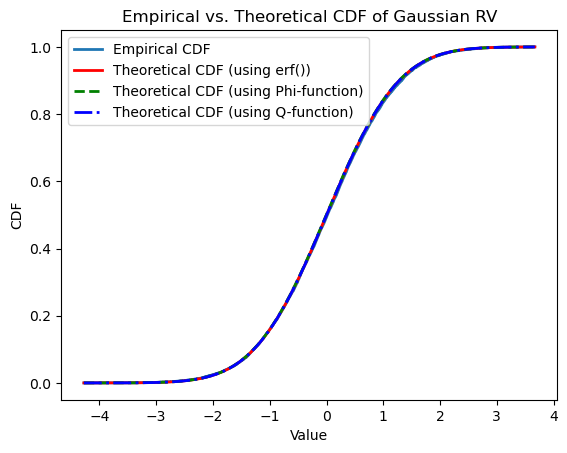 Empirical vs. Theoretical CDF of Gaussian RV
Empirical CDF
Theoretical CDF (using erf())
Theoretical CDF (using Phi-function)
Theoretical CDF (using Q-function)
1.0
0.8
0.6
0.4
0.2
0.0
CDF
−4 −3 −2 −1 0 1 2 3 4
Value